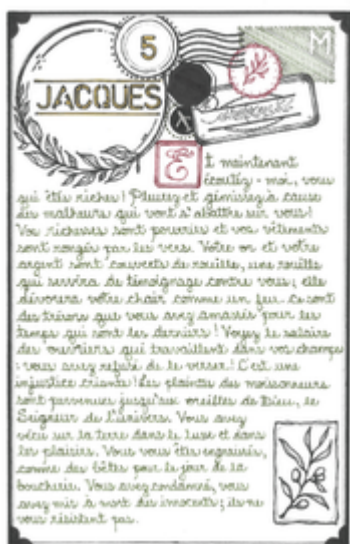 5
M
JACQUES
Et maintenant
écoutez-moi, vous
qui êtes riches ! Pleurez et gémissez à cause
des malheurs qui vont s'abattre sur vous !
Vos richesses sont pourries et vos vêtements
sont rongés par les vers. Votre or et votre
argent sont couverts de rouille, une rouille
qui servira de témoignage contre vous ; elle
dévorera votre chair comme un feu. Ce sont
des trésors que vous avez amassés pour les
temps qui sont les derniers ! Voyez le salaire
des ouvriers qui travaillent dans vos champs
: vous avez refusé de le verser ! C'est une
injustice criante ! Les plaintes des moissonneurs
sont parvenues jusqu'aux oreilles de Dieu, le
Seigneur de l'univers. Vous avez
vécu sur la terre dans le luxe et dans
les plaisirs. Vous vous êtes engraissés,
comme des bêtes pour le jour de la
boucherie. Vous avez condamné, vous
avez mis à mort des innocents ; ils ne
vous résistent pas.